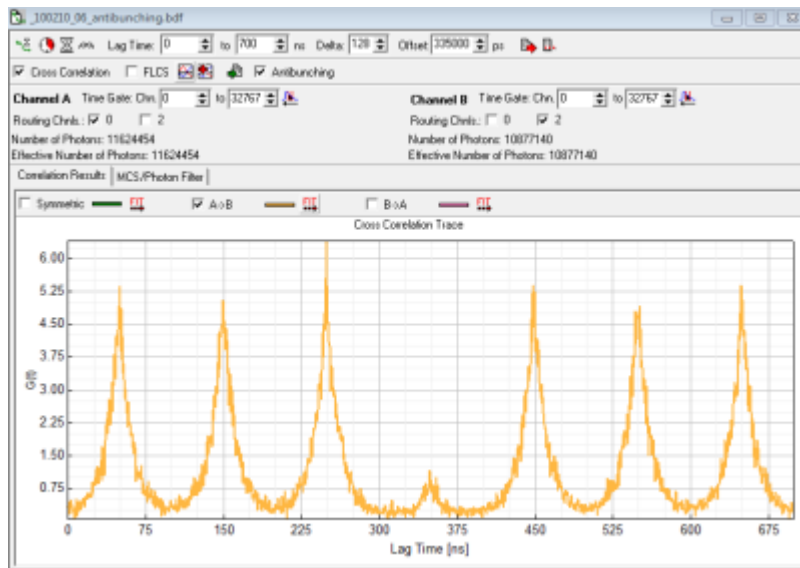 _100210_06_antibunching.bdf
Lag Time: 0 to 700 ns Delta: 128 Offset 335000 ps
Cross Correlation FLCS Antibunching
Channel A Time Gate: Chn. 0 to 32767
Channel B Time Gate: Chn. 0 to 32767
Routing Chnls.: 0 2
Routing Chnls.: 0 2
Number of Photons: 11624454
Number of Photons: 10877140
Effective Number of Photons: 11624454
Effective Number of Photons: 10877140
Correlation Results MCS/Photon Filter
Symmetric FIT A->B FIT B->A FIT
Cross Correlation Trace
6.00
5.25
4.50
3.75
3.00
2.25
1.50
0.75
G(t)
0 75 150 225 300 375 450 525 600 675
Lag Time [ns]